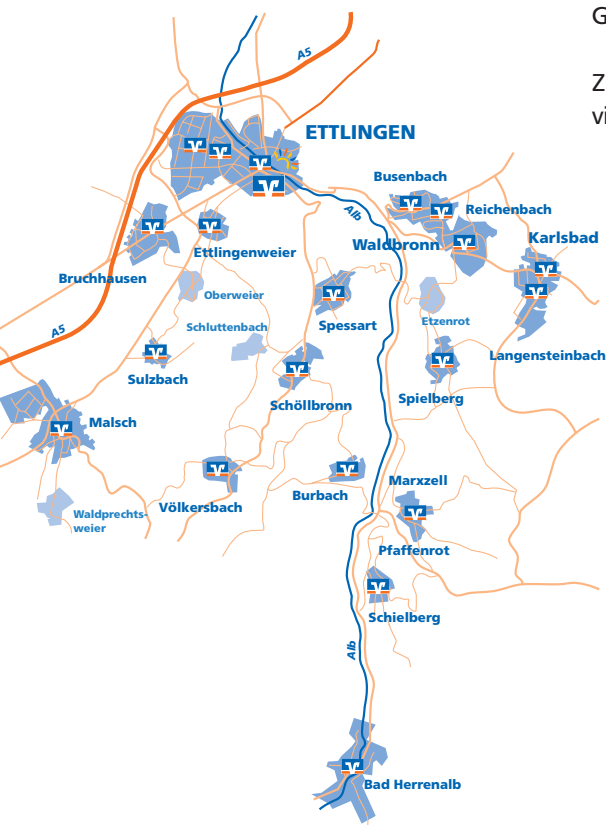 G
Z
vi
A5
ETTLINGEN
Busenbach
Alb
Reichenbach
Waldbronn
Karlsbad
Ettlingenweier
Bruchhausen
Oberweier
Etzenrot
Spessart
Schluttenbach
A5
Langensteinbach
Sulzbach
Spielberg
Schöllbronn
Malsch
Marxzell
Burbach
Völkersbach
Waldprechts-
weier
Pfaffenrot
Schielberg
Alb
Bad Herrenalb